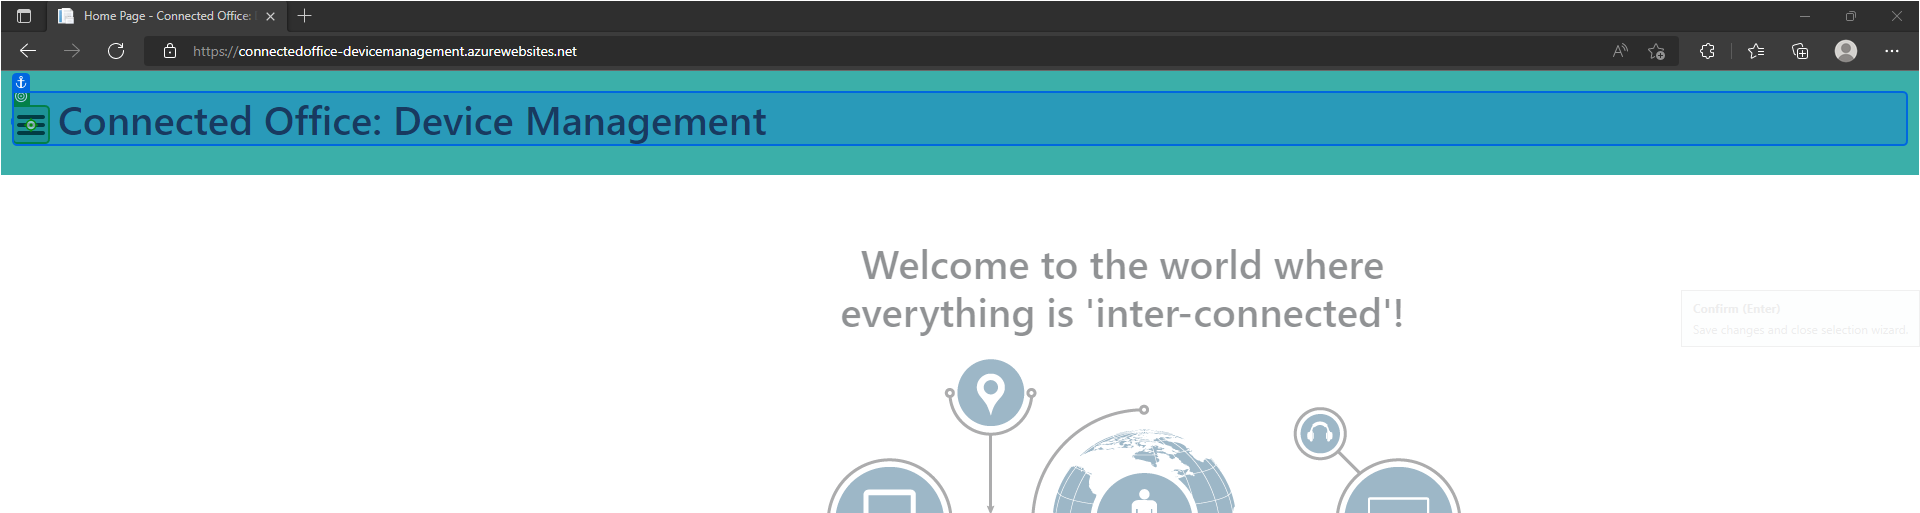 Home Page - Connected Office:
https://connectedoffice-devicemanagement.azurewebsites.net
Connected Office: Device Management
Welcome to the world where
everything is 'inter-connected'!
Confirm (Enter)
Save changes and close selection wizard.